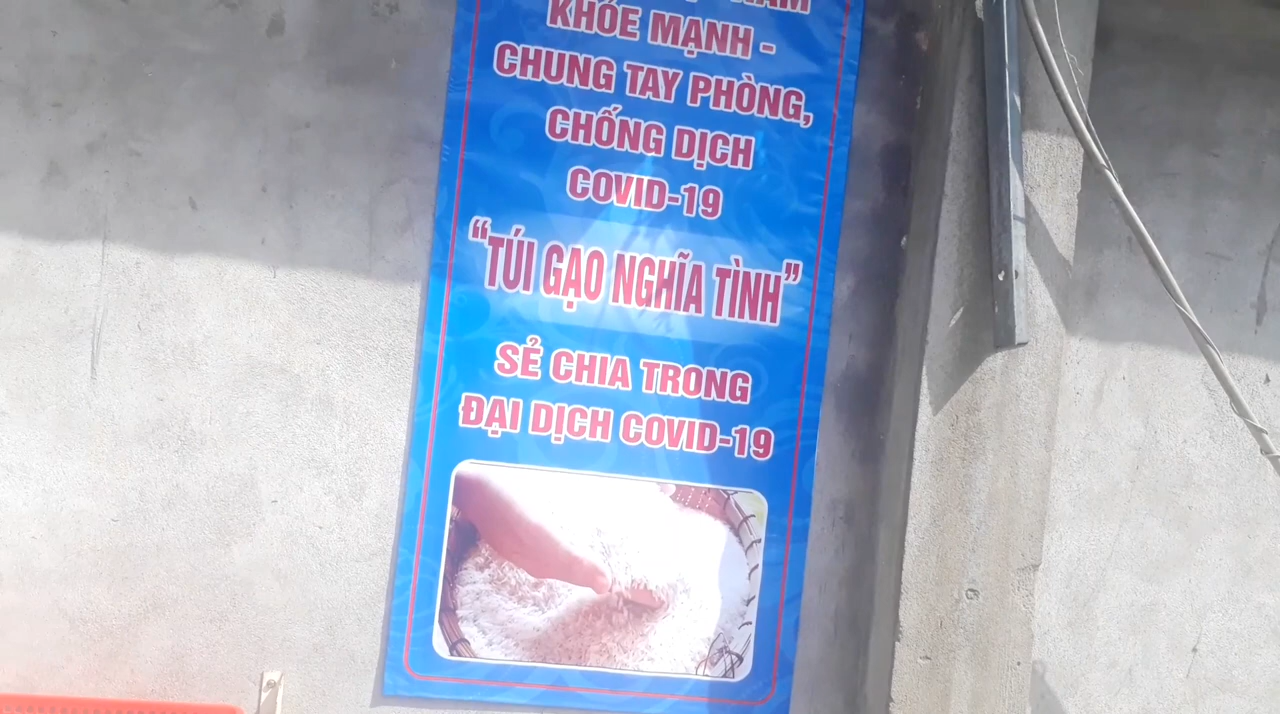 NAM
KHỎE MẠNH -
CHUNG TAY PHÒNG,
CHỐNG DỊCH
COVID-19
"TÚI GẠO NGHĨA TÌNH"
SẺ CHIA TRONG
ĐẠI DỊCH COVID-19